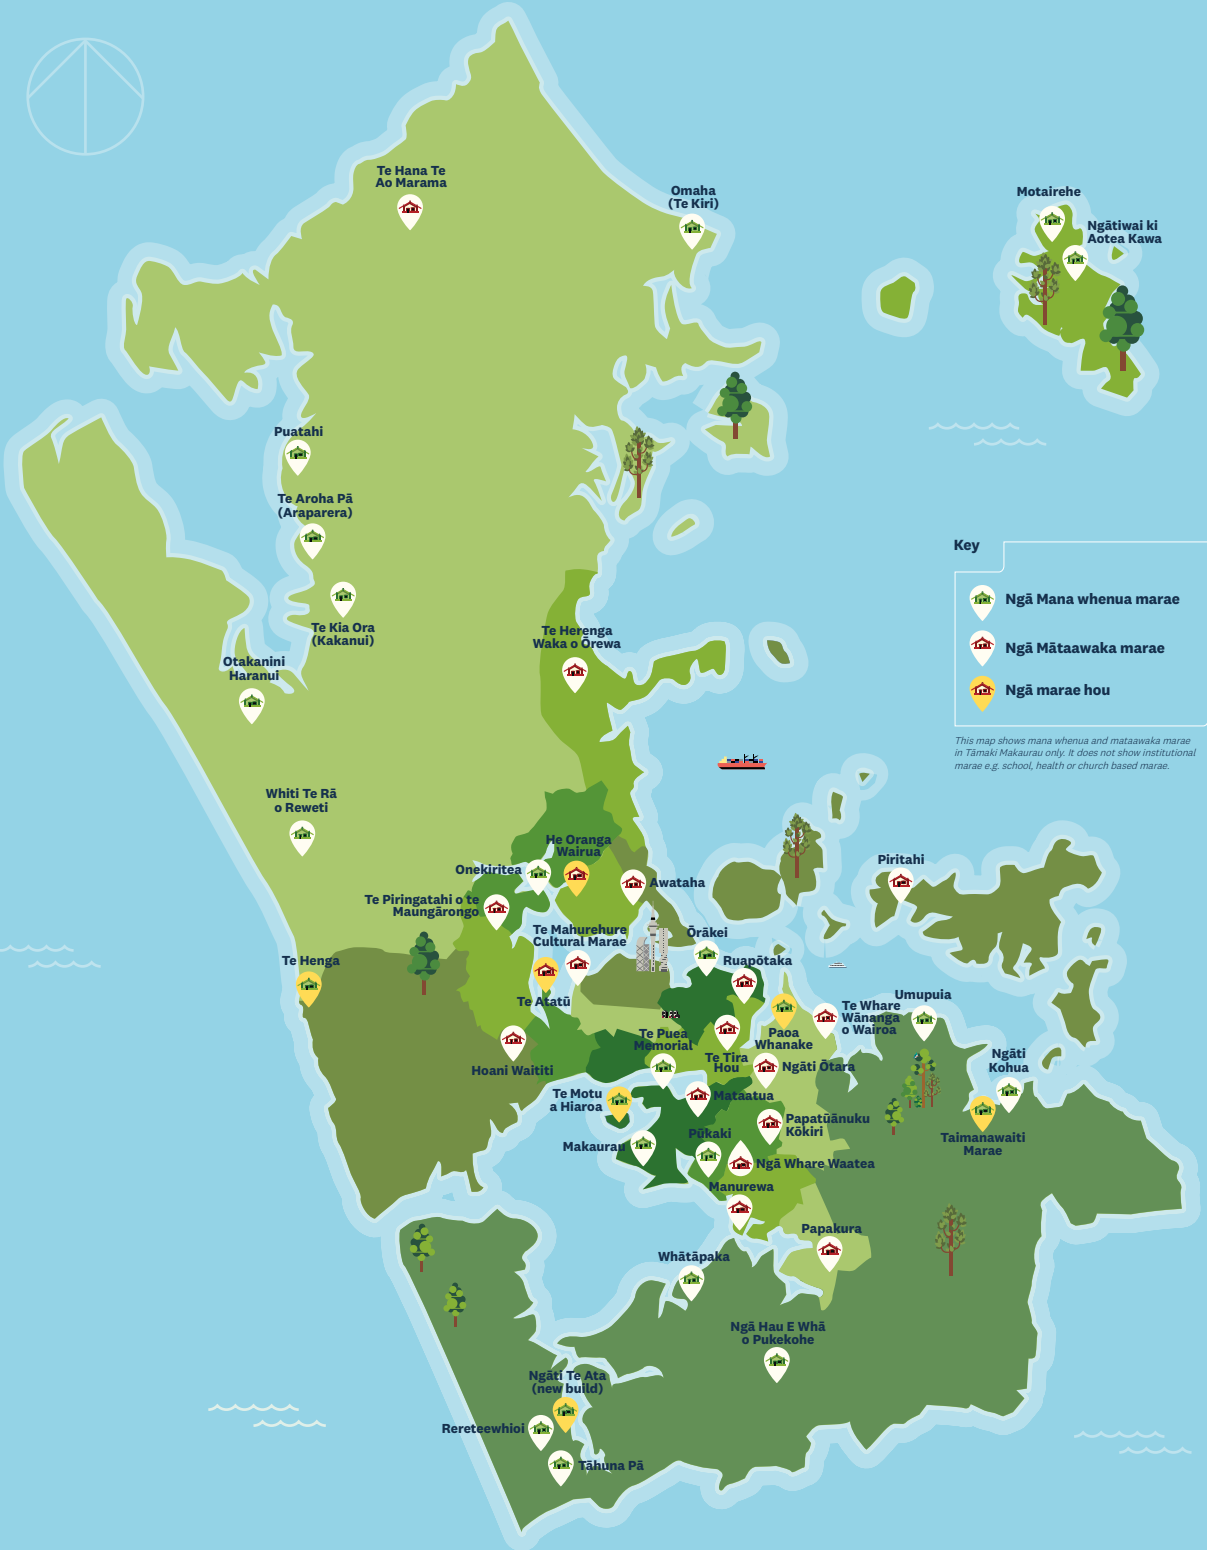 Te Hana Te
Ao Marama
Omaha
(Te Kiri)
Motairehe
Ngātiwai ki
Aotea Kawa
Puatahi
Te Aroha Pā
(Araparera)
Te Kia Ora
(Kakanui)
Otakanini
Haranui
Te Herenga
Waka o Ōrewa
Key
Ngā Mana whenua marae
Ngā Mātaawaka marae
Ngā marae hou
This map shows mana whenua and mataawaka marae
in Tāmaki Makaurau only. It does not show institutional
marae e.g. school, health or church based marae.
Whiti Te Rā
o Reweti
He Oranga
Wairua
Onekiritea
Awataha
Piritahi
Te Piringatahi o te
Maungārongo
Te Mahurehure
Cultural Marae
Ōrākei
Ruapōtaka
Te Henga
Te Atatū
Paoa
Whanake
Te Whare
Wānanga
o Wairoa
Umupuia
Te Puea
Memorial
Te Tira
Hou
Ngāti Ōtara
Ngāti
Kohua
Hoani Waititi
Te Motu
a Hiaroa
Mataatua
Papatūānuku
Kōkiri
Taimanawaiti
Marae
Makaurau
Pūkaki
Ngā Whare Waatea
Manurewa
Papakura
Whātāpaka
Ngā Hau E Whā
o Pukekohe
Ngāti Te Ata
(new build)
Rereteewhioi
Tāhuna Pā